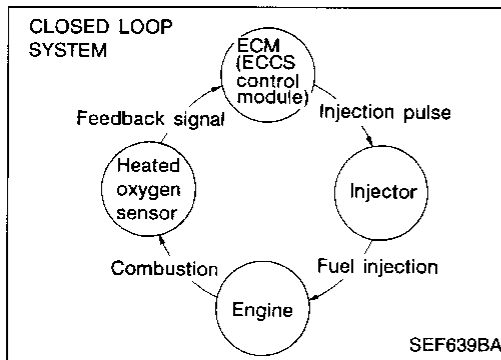 CLOSED LOOP
SYSTEM
ECM
(ECCS
control
module)
Feedback signal
Injection pulse
Heated
oxygen
sensor
Injector
Combustion
Fuel injection
Engine
SEF639BA